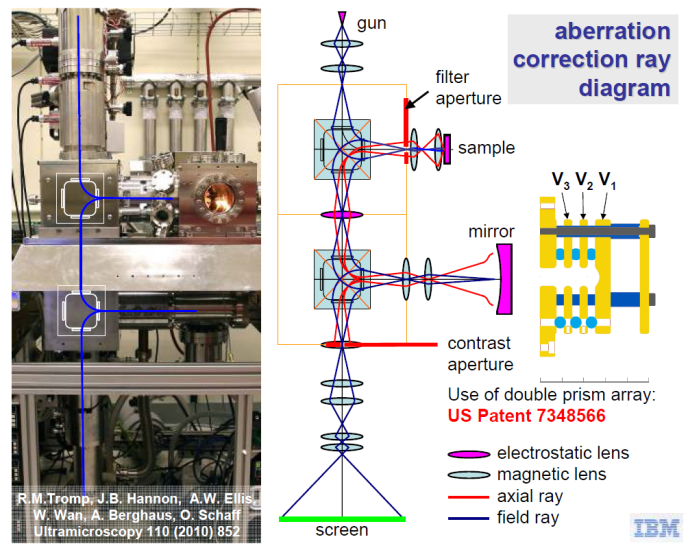 gun
aberration
correction ray
diagram
filter
aperture
sample
V₃ V₂ V₁
mirror
contrast
aperture
Use of double prism array:
US Patent 7348566
electrostatic lens
magnetic lens
axial ray
field ray
screen
R.M.Tromp, J.B. Hannon, A.W. Ellis,
W. Wan, A. Berghaus, O. Schaff
Ultramicroscopy 110 (2010) 852
IBM